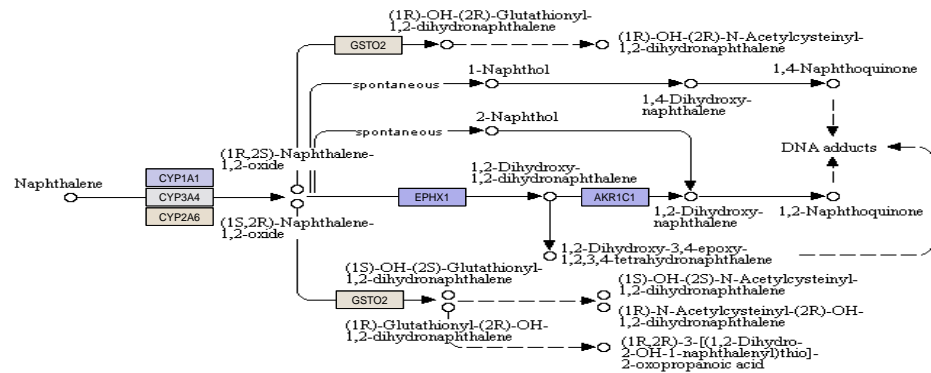 (1R)-OH-(2R)-Glutathionyl-
1,2-dihydronaphthalene
GSTO2
(1R)-OH-(2R)-N-Acetylcysteinyl-
1,2-dihydronaphthalene
1-Naphthol
1,4-Naphthoquinone
spontaneous
1,4-Dihydroxy-
naphthalene
2-Naphthol
spontaneous
DNA adducts
(1R,2S)-Naphthalene-
1,2-oxide
Naphthalene
CYP1A1
CYP3A4
CYP2A6
1,2-Dihydroxy-
1,2-dihydronaphthalene
EPHX1
AKR1C1
1,2-Dihydroxy-
naphthalene
1,2-Naphthoquinone
(1S,2R)-Naphthalene-
1,2-oxide
1,2-Dihydroxy-3,4-epoxy-
1,2,3,4-tetrahydronaphthalene
(1S)-OH-(2S)-Glutathionyl-
1,2-dihydronaphthalene
GSTO2
(1S)-OH-(2S)-N-Acetylcysteinyl-
1,2-dihydronaphthalene
(1R)-N-Acetylcysteinyl-(2R)-OH-
1,2-dihydronaphthalene
(1R)-Glutathionyl-(2R)-OH-
1,2-dihydronaphthalene
(1R,2R)-3-[(1,2-Dihydro-
2-OH-1-naphthalenyl)thio]-
2-oxopropanoic acid